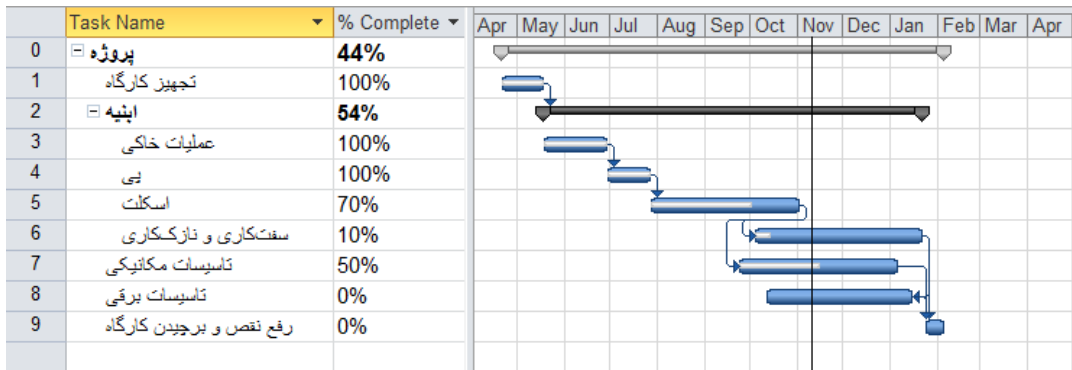 Task Name % Complete Apr May Jun Jul Aug Sep Oct Nov Dec Jan Feb Mar Apr
0 پروژه 44%
1 تجهیز کارگاه 100%
2 ابنیه 54%
3 عملیات خاکی 100%
4 پی 100%
5 اسکلت 70%
6 سفت‌کاری و نازک‌کاری 10%
7 تاسیسات مکانیکی 50%
8 تاسیسات برقی 0%
9 رفع نقص و برچیدن کارگاه 0%